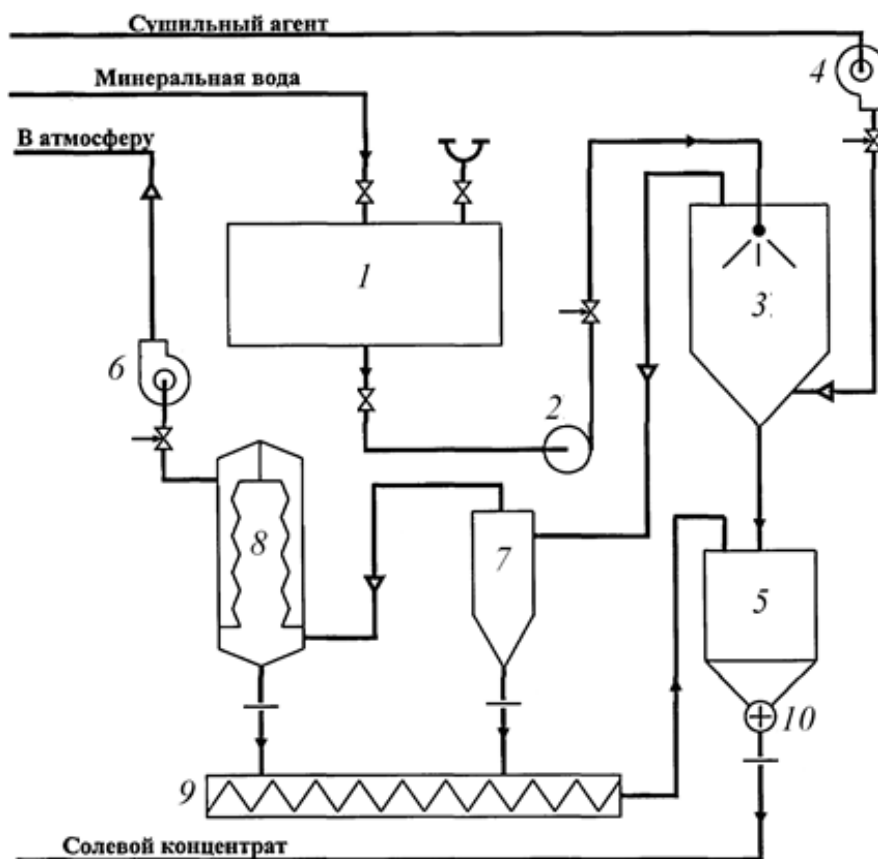 Сушильный агент
4
Минеральная вода
В атмосферу
1
3
6
2
8
7
5
10
9
Солевой концентрат